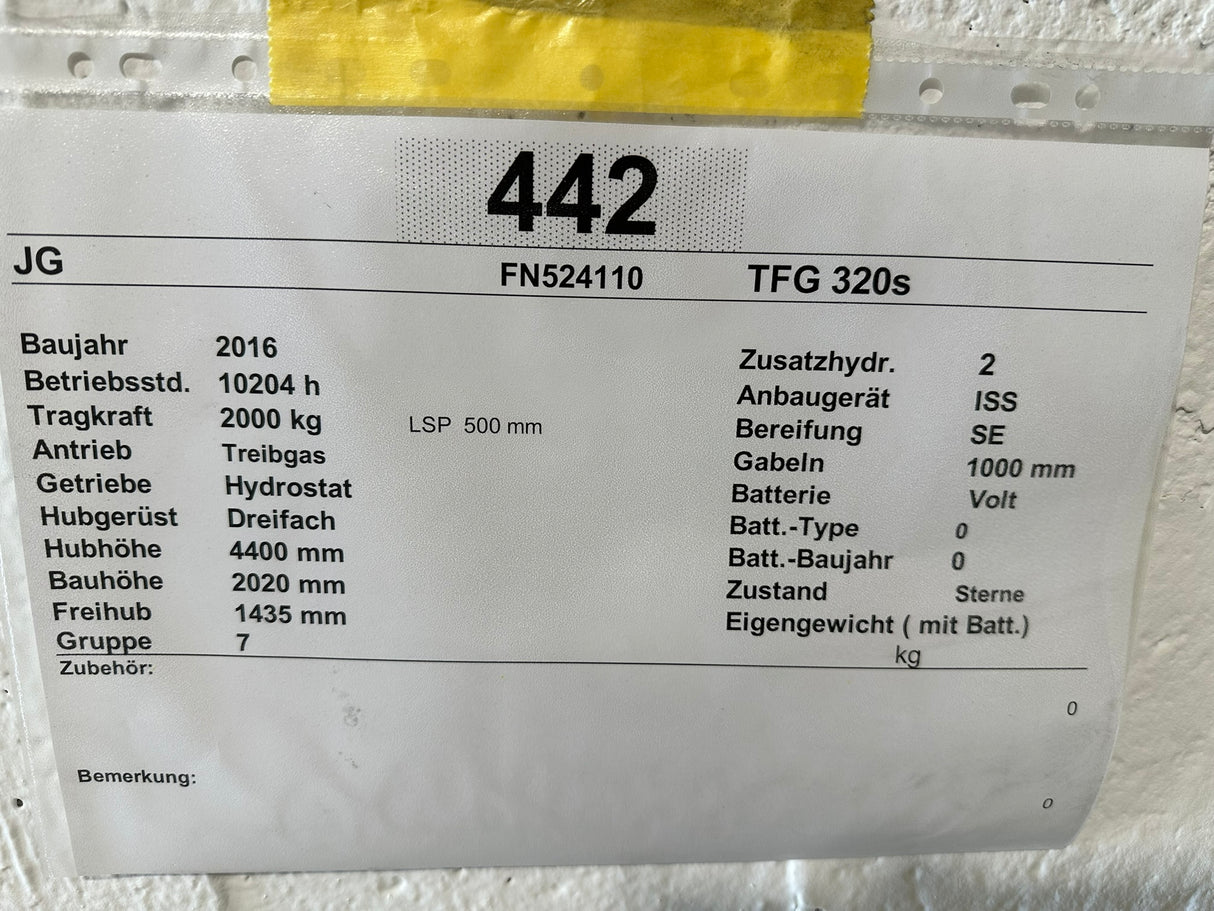 442
JG FN524110 TFG 320s
Baujahr 2016
Betriebsstd. 10204 h
Tragkraft 2000 kg LSP 500 mm
Antrieb Treibgas
Getriebe Hydrostat
Hubgerüst Dreifach
Hubhöhe 4400 mm
Bauhöhe 2020 mm
Freihub 1435 mm
Gruppe 7
Zusatzhydr. 2
Anbaugerät ISS
Bereifung SE
Gabeln 1000 mm
Batterie Volt
Batt.-Type 0
Batt.-Baujahr 0
Zustand Sterne
Eigengewicht ( mit Batt.)
kg
Zubehör:
0
Bemerkung:
0